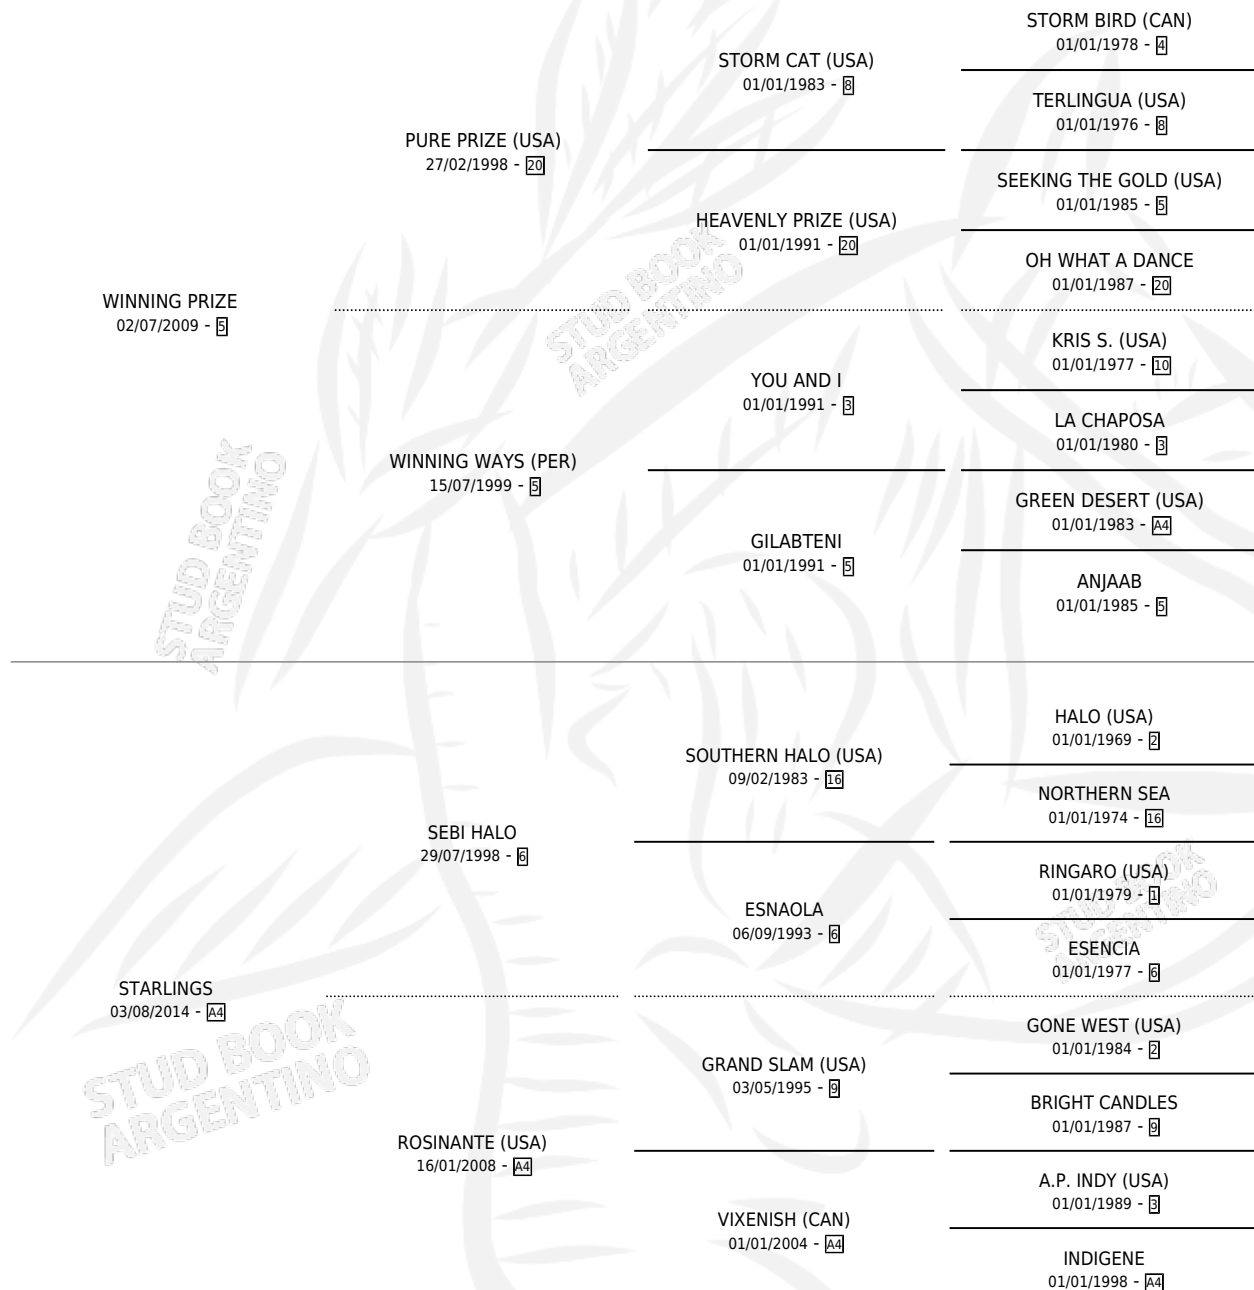 STORM BIRD (CAN)
01/01/1978 - 4
STORM CAT (USA)
01/01/1983 - 8
TERLINGUA (USA)
01/01/1976 - 8
PURE PRIZE (USA)
27/02/1998 - 20
SEEKING THE GOLD (USA)
01/01/1985 - 5
HEAVENLY PRIZE (USA)
01/01/1991 - 20
OH WHAT A DANCE
01/01/1987 - 20
WINNING PRIZE
02/07/2009 - 5
KRIS S. (USA)
01/01/1977 - 10
YOU AND I
01/01/1991 - 3
LA CHAPOSA
01/01/1980 - 3
WINNING WAYS (PER)
15/07/1999 - 5
GREEN DESERT (USA)
01/01/1983 - A4
GILABTENI
01/01/1991 - 5
ANJAAB
01/01/1985 - 5
HALO (USA)
01/01/1969 - 2
SOUTHERN HALO (USA)
09/02/1983 - 16
NORTHERN SEA
01/01/1974 - 16
SEBI HALO
29/07/1998 - 6
RINGARO (USA)
01/01/1979 - 1
ESNAOLA
06/09/1993 - 6
ESENCIA
01/01/1977 - 6
STARLINGS
03/08/2014 - A4
GONE WEST (USA)
01/01/1984 - 2
GRAND SLAM (USA)
03/05/1995 - 9
BRIGHT CANDLES
01/01/1987 - 9
ROSINANTE (USA)
16/01/2008 - A4
A.P. INDY (USA)
01/01/1989 - 3
VIXENISH (CAN)
01/01/2004 - A4
INDIGENE
01/01/1998 - A4
STUD BOOK
ARGENTINO
STUD BOOK
ARGENTINO
STUD BOOK
ARGENTINO
STUD BOOK
ARGENTINO